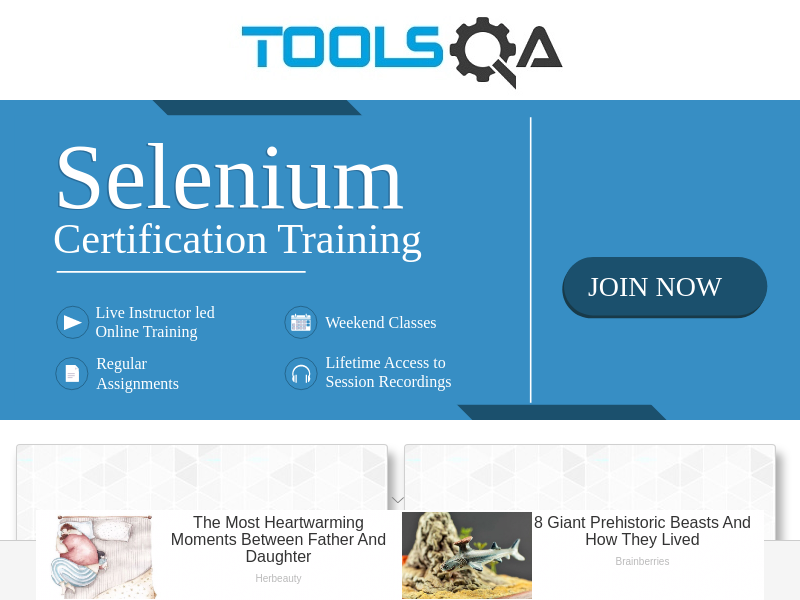 TOOLSQA
Selenium
Certification Training
JOIN NOW
Live Instructor led
Online Training
Weekend Classes
Regular
Assignments
Lifetime Access to
Session Recordings
The Most Heartwarming
Moments Between Father And
Daughter
Herbeauty
8 Giant Prehistoric Beasts And
How They Lived
Brainberries